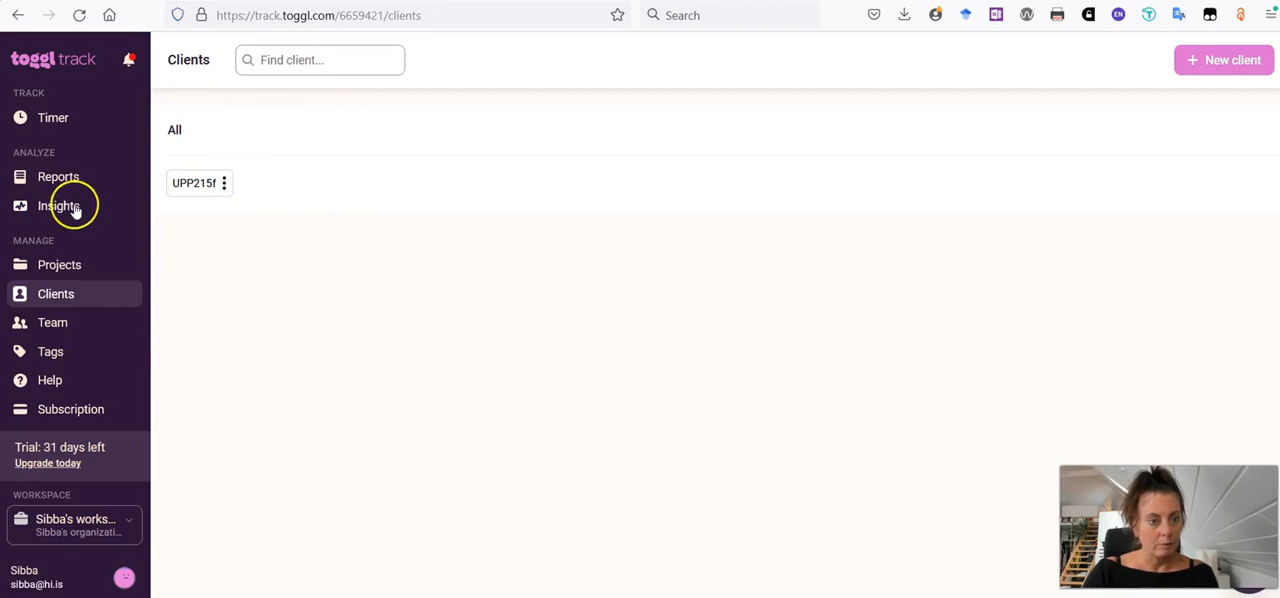 https://track.toggl.com/6659421/clients
Search
EN
toggl track
Clients
Find client...
+ New client
TRACK
Timer
All
ANALYZE
Reports
UPP215f
Insights
MANAGE
Projects
Clients
Team
Tags
Help
Subscription
Trial: 31 days left
Upgrade today
WORKSPACE
Sibba's works...
Sibba's organizati...
Sibba
sibba@hi.is